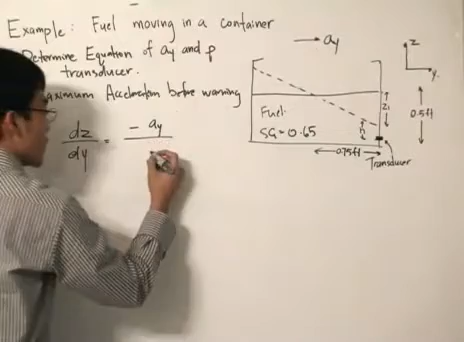 Example: Fuel moving in a container
Determine Equation of ay and p
transducer.
aximum Acceleration before warning
dz/dy = - ay
→ ay
z
y
Fuel
SG=0.65
z1
h
0.5ft
0.75ft
Transducer